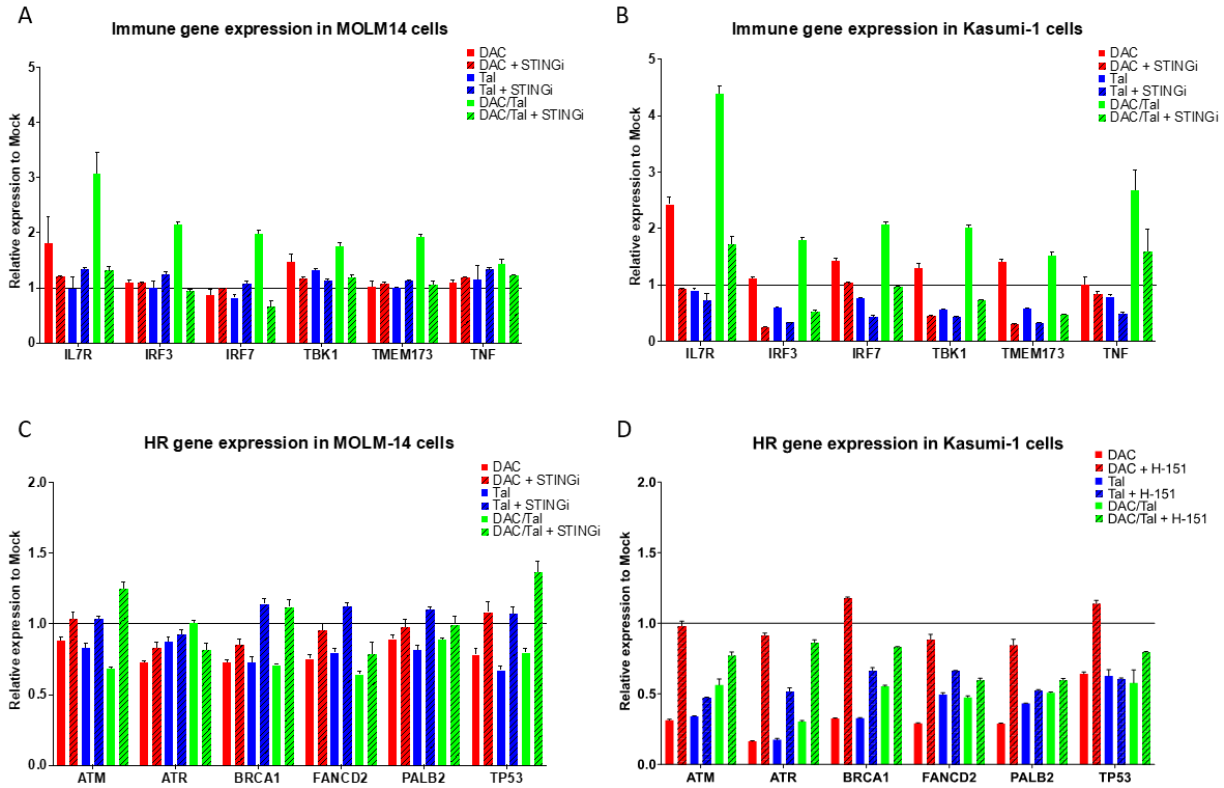 A
Immune gene expression in MOLM14 cells
DAC
DAC + STINGi
Tal
Tal + STINGi
DAC/Tal
DAC/Tal + STINGi
Relative expression to Mock
5
4
3
2
1
0
IL7R IRF3 IRF7 TBK1 TMEM173 TNF
B
Immune gene expression in Kasumi-1 cells
DAC
DAC + STINGi
Tal
Tal + STINGi
DAC/Tal
DAC/Tal + STINGi
Relative expression to Mock
5
4
3
2
1
0
IL7R IRF3 IRF7 TBK1 TMEM173 TNF
C
HR gene expression in MOLM-14 cells
DAC
DAC + STINGi
Tal
Tal + STINGi
DAC/Tal
DAC/Tal + STINGi
Relative expression to Mock
2.0
1.5
1.0
0.5
0.0
ATM ATR BRCA1 FANCD2 PALB2 TP53
D
HR gene expression in Kasumi-1 cells
DAC
DAC + H-151
Tal
Tal + H-151
DAC/Tal
DAC/Tal + H-151
Relative expression to Mock
2.0
1.5
1.0
0.5
0.0
ATM ATR BRCA1 FANCD2 PALB2 TP53